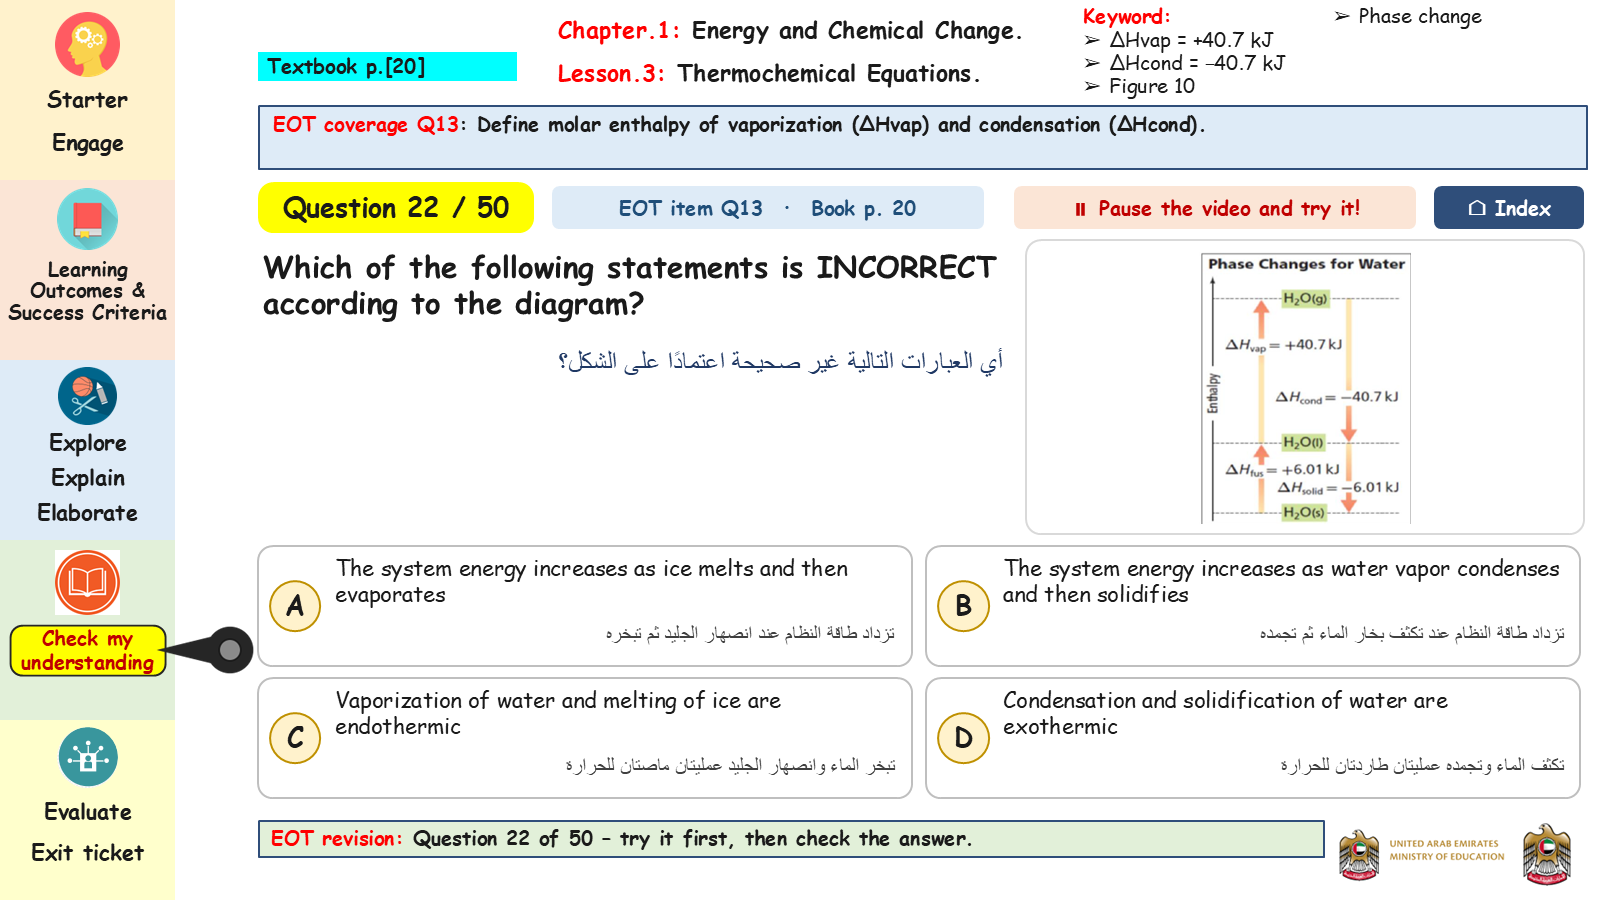 Starter
Engage
Learning
Outcomes &
Success Criteria
Explore
Explain
Elaborate
Check my
understanding
Evaluate
Exit ticket
Textbook p.[20]
Chapter.1: Energy and Chemical Change.
Lesson.3: Thermochemical Equations.
Keyword:
➢ ΔHvap = +40.7 kJ
➢ ΔHcond = −40.7 kJ
➢ Figure 10
➢ Phase change
EOT coverage Q13: Define molar enthalpy of vaporization (ΔHvap) and condensation (ΔHcond).
Question 22 / 50
EOT item Q13 · Book p. 20
⏸ Pause the video and try it!
☖ Index
Which of the following statements is INCORRECT
according to the diagram?
أي العبارات التالية غير صحيحة اعتمادًا على الشكل؟
Phase Changes for Water
H₂O(g)
ΔHvap = +40.7 kJ
Enthalpy
ΔHcond = −40.7 kJ
H₂O(l)
ΔHfus = +6.01 kJ
ΔHsolid = −6.01 kJ
H₂O(s)
A
The system energy increases as ice melts and then
evaporates
تزداد طاقة النظام عند انصهار الجليد ثم تبخره
B
The system energy increases as water vapor condenses
and then solidifies
تزداد طاقة النظام عند تكثف بخار الماء ثم تجمده
C
Vaporization of water and melting of ice are
endothermic
تبخر الماء وانصهار الجليد عمليتان ماصتان للحرارة
D
Condensation and solidification of water are
exothermic
تكثف الماء وتجمده عمليتان طاردتان للحرارة
EOT revision: Question 22 of 50 – try it first, then check the answer.
UNITED ARAB EMIRATES
MINISTRY OF EDUCATION